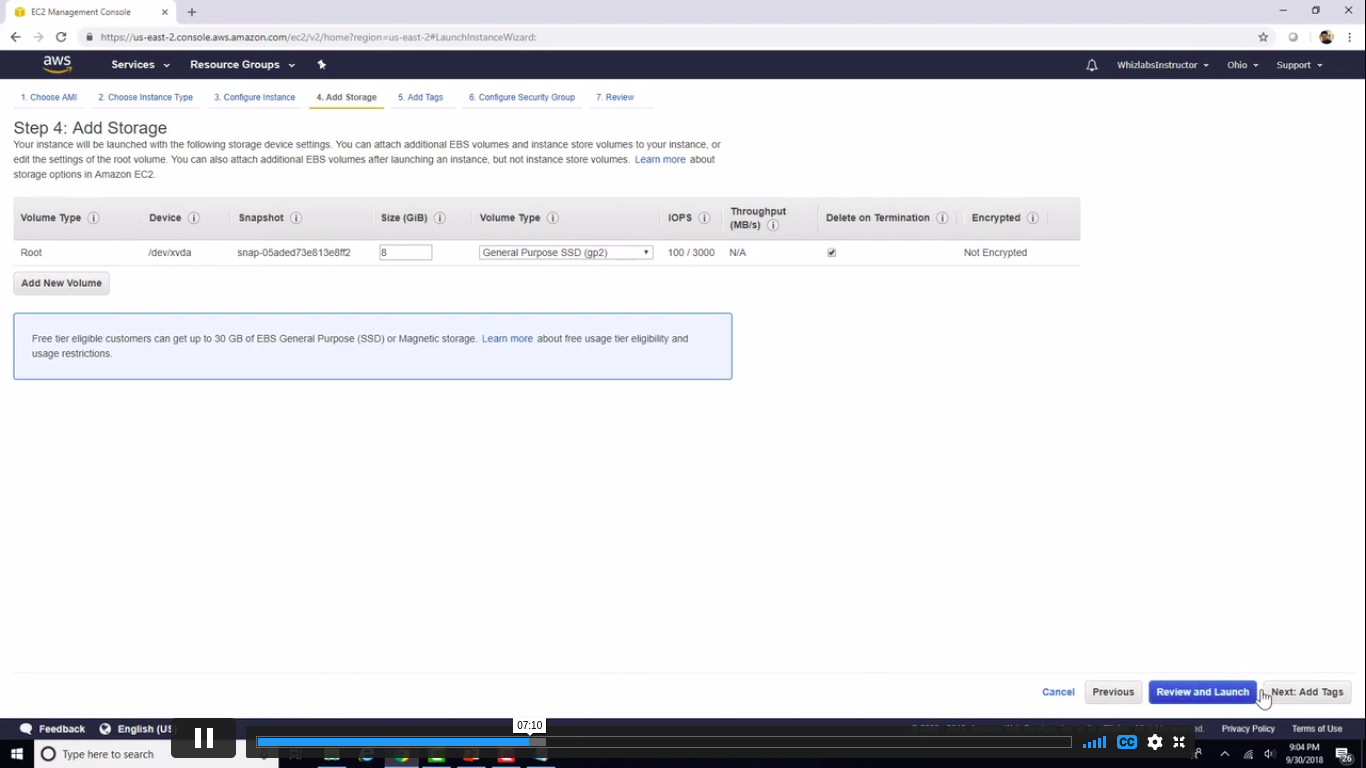 EC2 Management Console
https://us-east-2.console.aws.amazon.com/ec2/v2/home?region=us-east-2#LaunchInstanceWizard:
aws Services Resource Groups WhizlabsInstructor Ohio Support
1. Choose AMI 2. Choose Instance Type 3. Configure Instance 4. Add Storage 5. Add Tags 6. Configure Security Group 7. Review
Step 4: Add Storage
Your instance will be launched with the following storage device settings. You can attach additional EBS volumes and instance store volumes to your instance, or
edit the settings of the root volume. You can also attach additional EBS volumes after launching an instance, but not instance store volumes. Learn more about
storage options in Amazon EC2.
Volume Type Device Snapshot Size (GiB) Volume Type IOPS Throughput (MB/s) Delete on Termination Encrypted
Root /dev/xvda snap-05aded73e813e8ff2 8 General Purpose SSD (gp2) 100 / 3000 N/A Not Encrypted
Add New Volume
Free tier eligible customers can get up to 30 GB of EBS General Purpose (SSD) or Magnetic storage. Learn more about free usage tier eligibility and
usage restrictions.
Cancel Previous Review and Launch Next: Add Tags
07:10
Feedback English (US Privacy Policy Terms of Use
CC
Type here to search
9:04 PM
9/30/2018
26